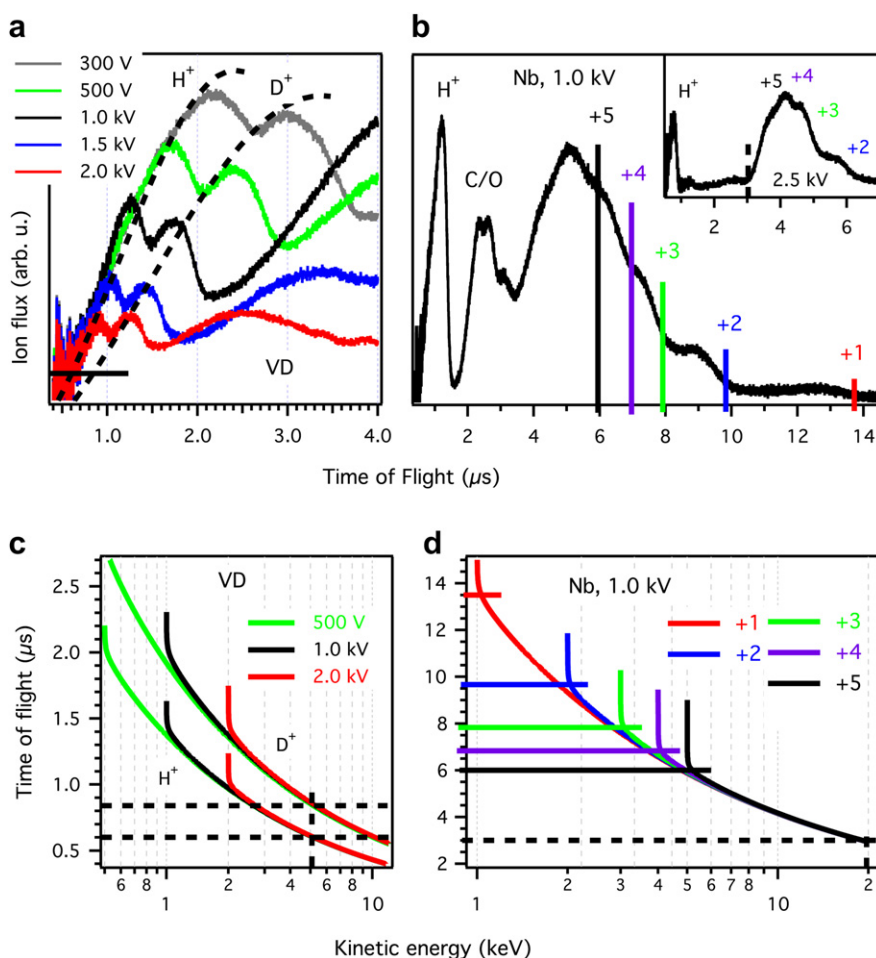 a
300 V
500 V
1.0 kV
1.5 kV
2.0 kV
H+
D+
VD
Ion flux (arb. u.)
1.0 2.0 3.0 4.0
b
Nb, 1.0 kV
H+
C/O
+5
+4
+3
+2
+1
H+
+5
+4
+3
+2
2.5 kV
2 4 6
2 4 6 8 10 12 14
Time of Flight (µs)
c
VD
500 V
1.0 kV
2.0 kV
H+
D+
Time of flight (µs)
2.5
2.0
1.5
1.0
0.5
6 8 1 2 4 6 8 10
d
Nb, 1.0 kV
+1
+2
+3
+4
+5
14
12
10
8
6
4
2
1 2 3 4 5 6 7 8 10 2
Kinetic energy (keV)